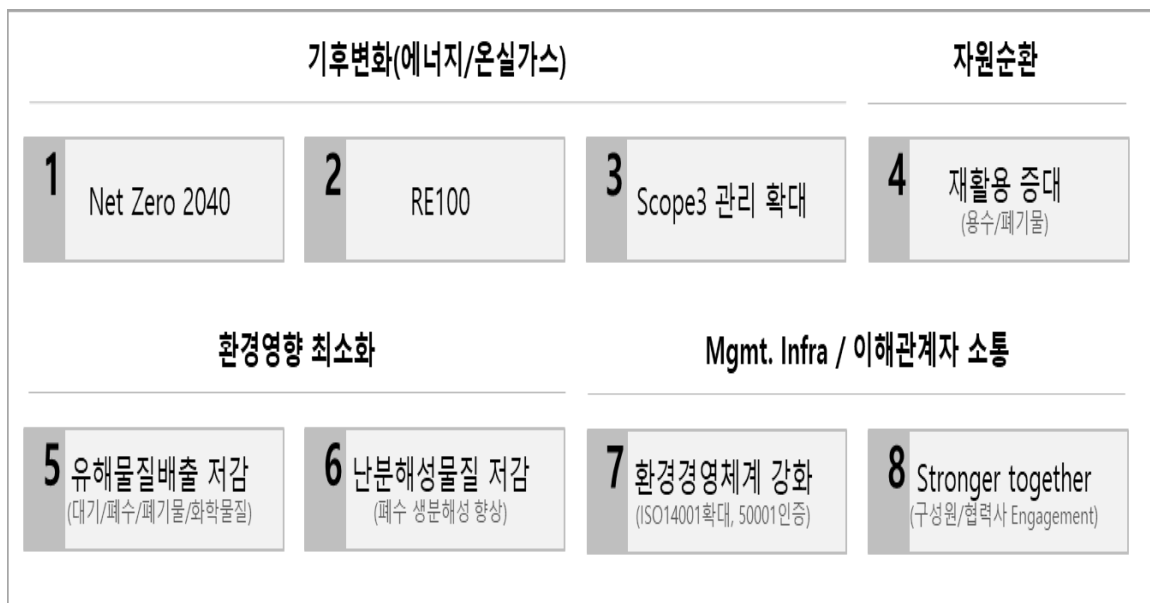 기후변화(에너지/온실가스)
자원순환
1
Net Zero 2040
2
RE100
3
Scope3 관리 확대
4
재활용 증대
(용수/폐기물)
환경영향 최소화
Mgmt. Infra / 이해관계자 소통
5
유해물질배출 저감
(대기/폐수/폐기물/화학물질)
6
난분해성물질 저감
(폐수 생분해성 향상)
7
환경경영체계 강화
(ISO14001확대, 50001인증)
8
Stronger together
(구성원/협력사 Engagement)